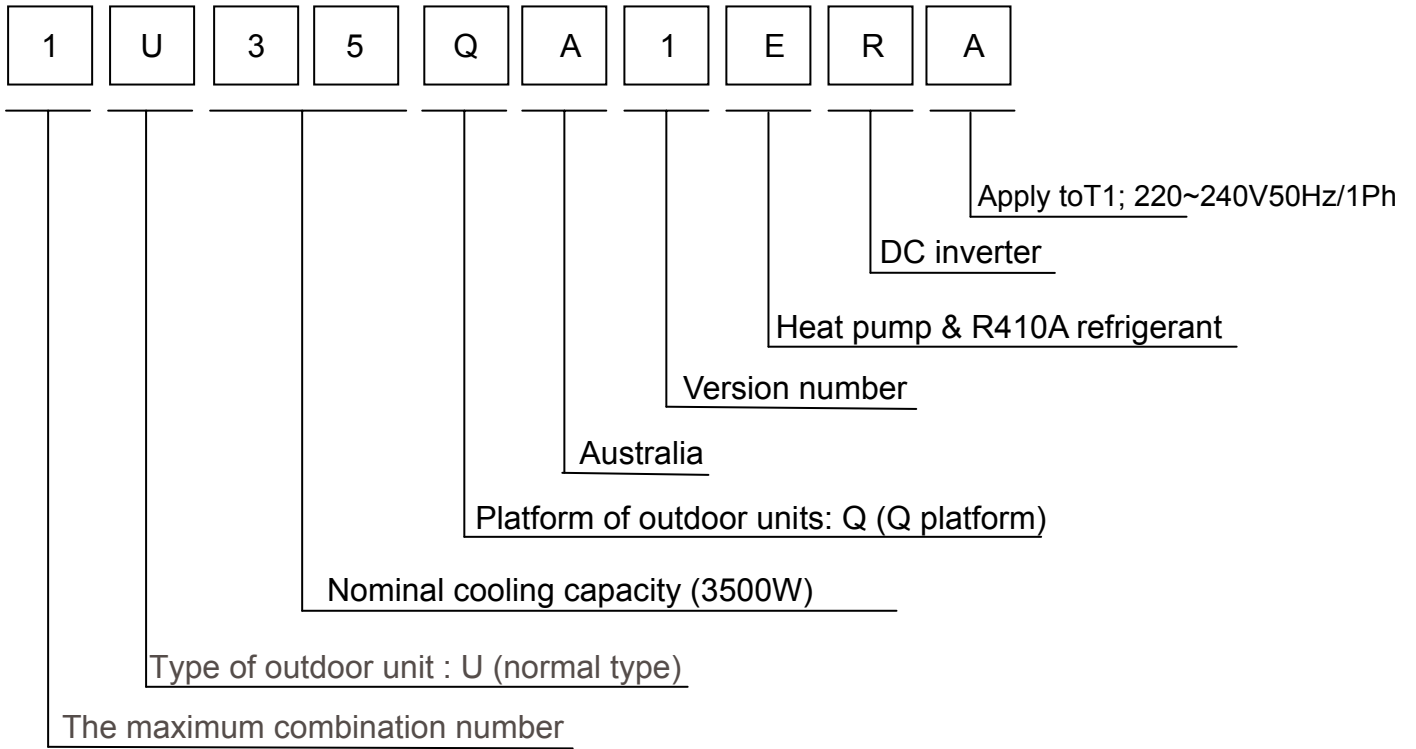 1 U 3 5 Q A 1 E R A
Apply toT1; 220~240V50Hz/1Ph
DC inverter
Heat pump & R410A refrigerant
Version number
Australia
Platform of outdoor units: Q (Q platform)
Nominal cooling capacity (3500W)
Type of outdoor unit : U (normal type)
The maximum combination number